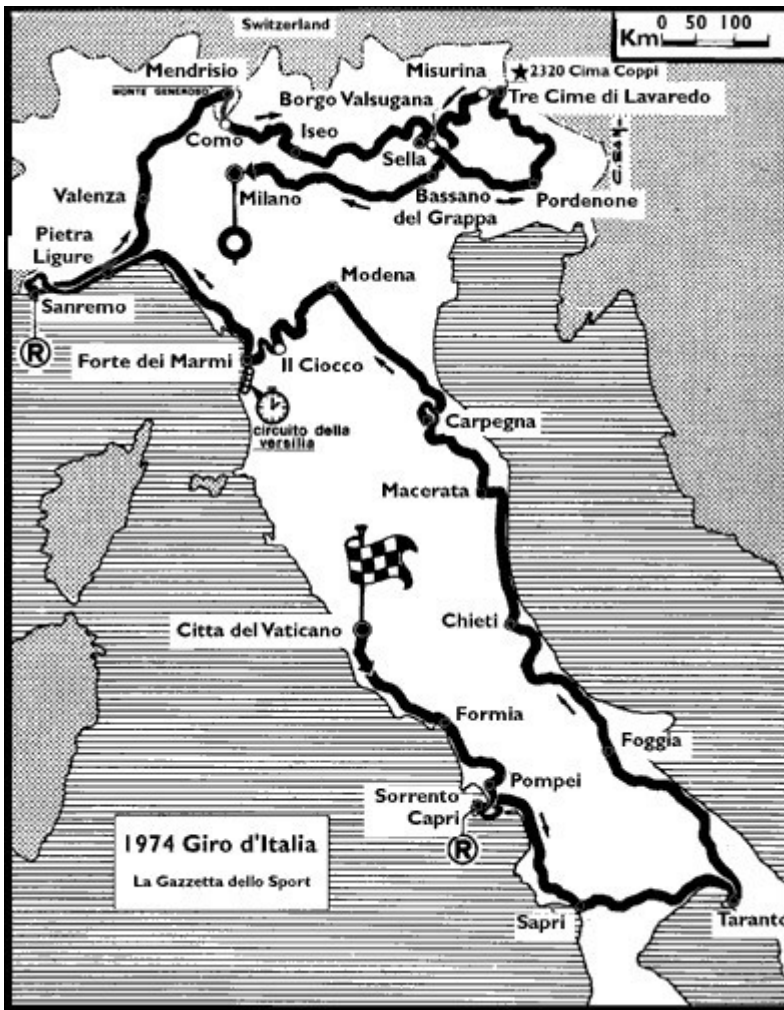 Switzerland
0 50 100
Km
Mendrisio
MONTE GENEROSO
Misurina
★2320 Cima Coppi
Borgo Valsugana
Tre Cime di Lavaredo
Como
Iseo
Sella
Valenza
Milano
Bassano
del Grappa
Pordenone
Pietra
Ligure
Sanremo
R
Modena
Forte dei Marmi
Il Ciocco
circuito della
versilia
Carpegna
Macerata
Citta del Vaticano
Chieti
Formia
Foggia
Pompei
Sorrento
Capri
R
1974 Giro d'Italia
La Gazzetta dello Sport
Sapri
Taranto